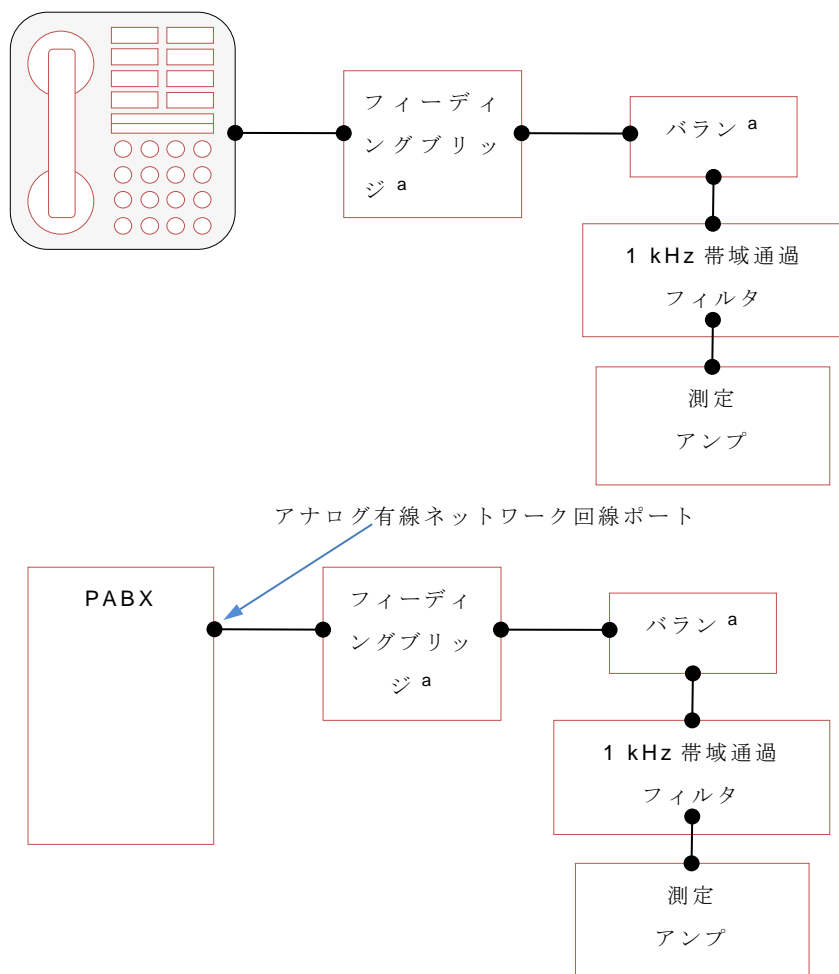 フィーディ
ングブリッ
ジ a
バラン a
1 kHz 帯域通過
フィルタ
測定
アンプ
アナログ有線ネットワーク回線ポート
PABX
フィーディ
ングブリッ
ジ a
バラン a
1 kHz 帯域通過
フィルタ
測定
アンプ